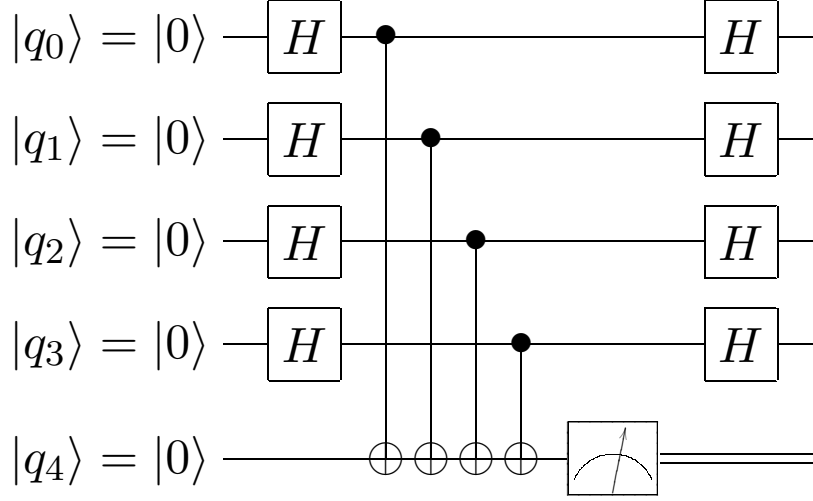 |q₀⟩ = |0⟩ H H
|q₁⟩ = |0⟩ H H
|q₂⟩ = |0⟩ H H
|q₃⟩ = |0⟩ H H
|q₄⟩ = |0⟩